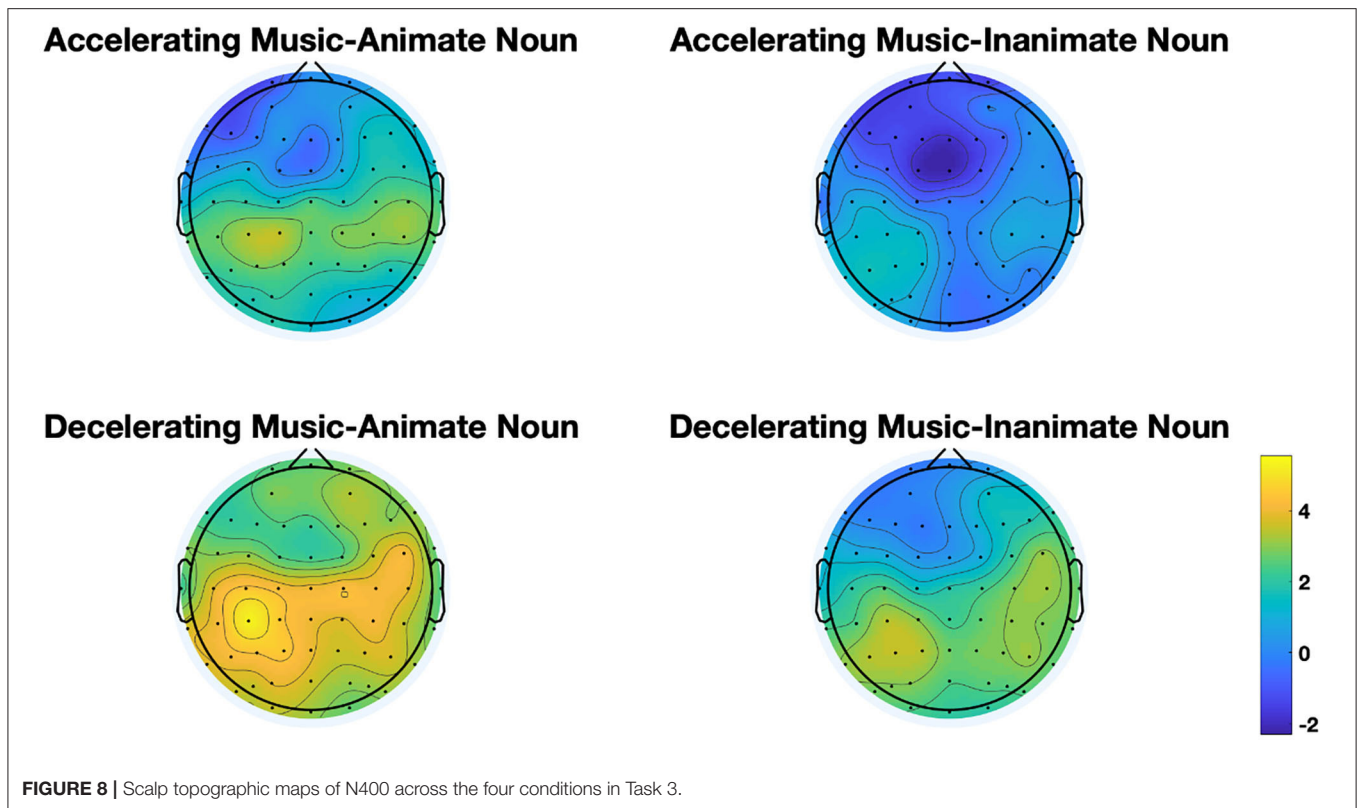 Accelerating Music-Animate Noun
Accelerating Music-Inanimate Noun
Decelerating Music-Animate Noun
Decelerating Music-Inanimate Noun
4
2
0
-2
FIGURE 8 | Scalp topographic maps of N400 across the four conditions in Task 3.